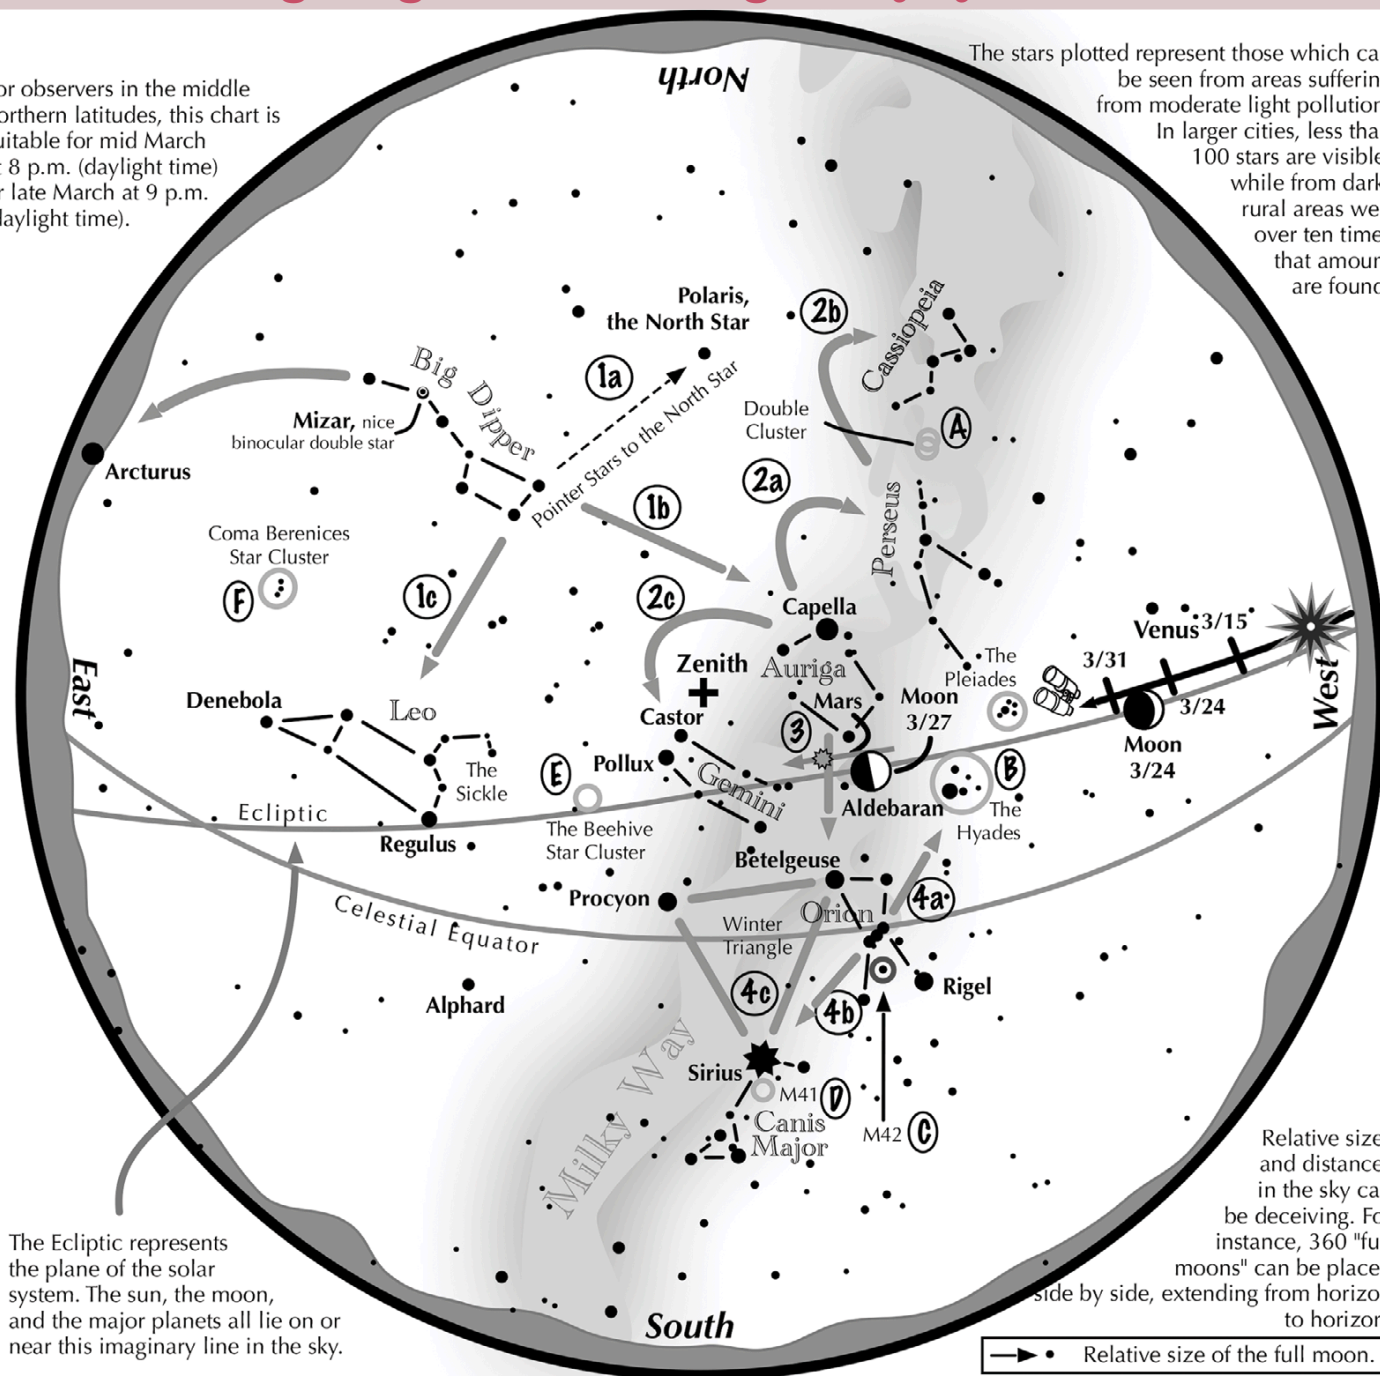 North
or observers in the middle
orthern latitudes, this chart is
uitable for mid March
t 8 p.m. (daylight time)
r late March at 9 p.m.
daylight time).
The stars plotted represent those which ca
be seen from areas sufferin
from moderate light pollution
In larger cities, less tha
100 stars are visible
while from dark
rural areas we
over ten time
that amoun
are found
Polaris,
the North Star
2b
Cassiopeia
1a
Big Dipper
Mizar, nice
binocular double star
Pointer Stars to the North Star
Double
Cluster
A
Arcturus
2a
Perseus
1b
Coma Berenices
Star Cluster
F
1c
2c
Capella
Auriga
Zenith
The
Pleiades
Venus
3/15
3/31
3/24
West
East
Denebola
Leo
Castor
Mars
Moon
3/27
Moon
3/24
3
Pollux
Gemini
The
Sickle
E
B
Aldebaran
The
Hyades
Ecliptic
Regulus
The Beehive
Star Cluster
Betelgeuse
Procyon
Orion
4a
Winter
Triangle
Celestial Equator
Alphard
4c
4b
Rigel
Milky Way
Sirius
M41
D
Canis
Major
M42
C
The Ecliptic represents
the plane of the solar
system. The sun, the moon,
and the major planets all lie on or
near this imaginary line in the sky.
Relative size
and distance
in the sky ca
be deceiving. Fo
instance, 360 "fu
moons" can be place
side by side, extending from horizo
to horizon
South
Relative size of the full moon.